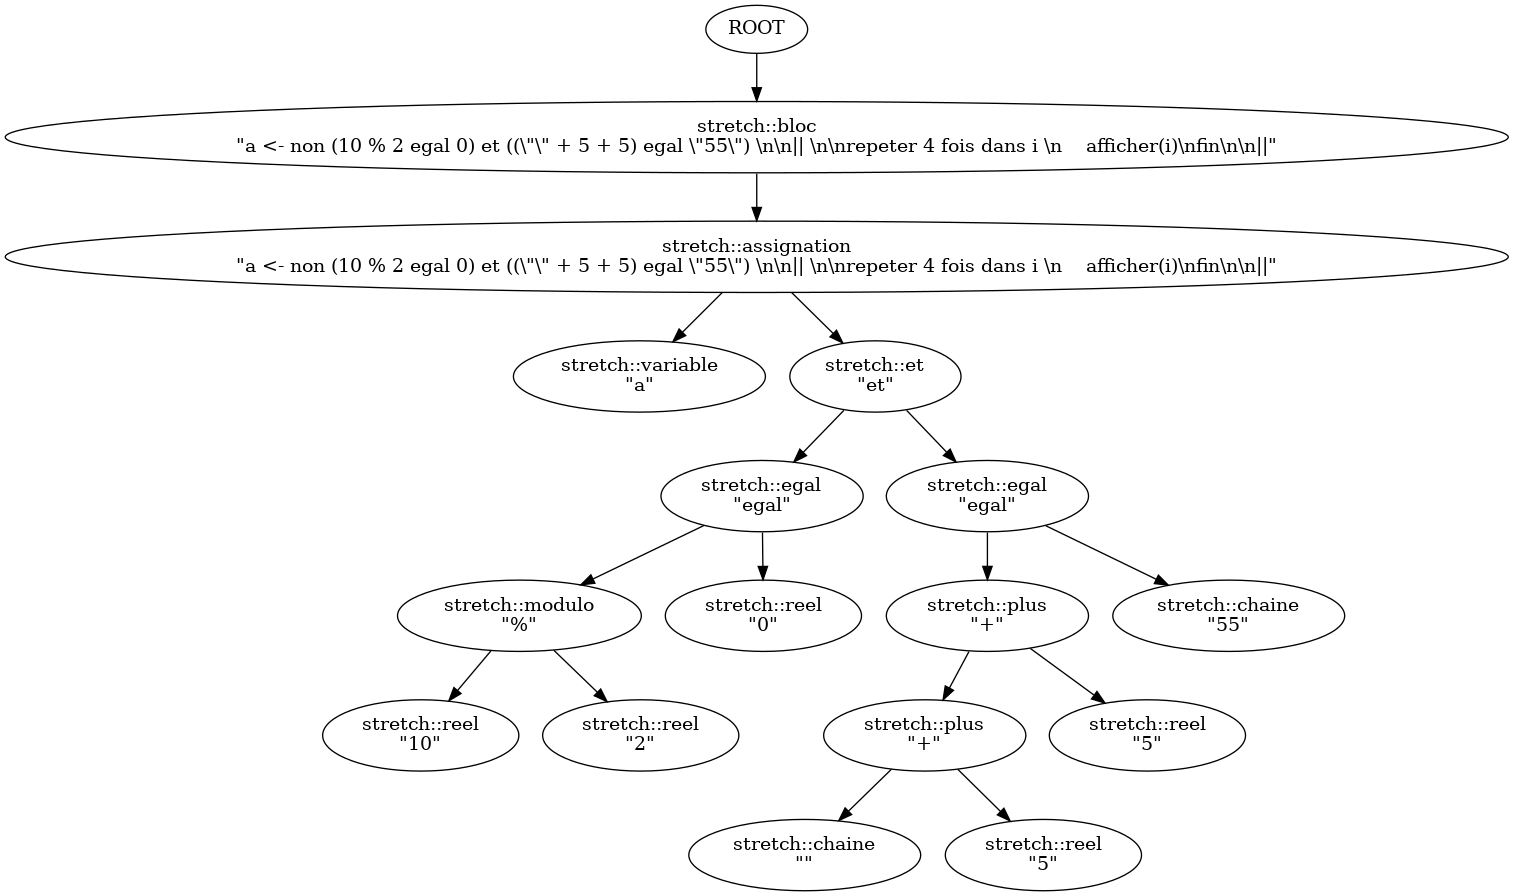 ROOT
stretch::bloc
"a <- non (10 % 2 egal 0) et ((\"\" + 5 + 5) egal \"55\") \n\n|| \n\nrepeter 4 fois dans i \n    afficher(i)\nfin\n\n\n||"
stretch::assignation
"a <- non (10 % 2 egal 0) et ((\"\" + 5 + 5) egal \"55\") \n\n|| \n\nrepeter 4 fois dans i \n    afficher(i)\nfin\n\n\n||"
stretch::variable
"a"
stretch::et
"et"
stretch::egal
"egal"
stretch::egal
"egal"
stretch::modulo
"%"
stretch::reel
"0"
stretch::plus
"+"
stretch::chaine
"55"
stretch::reel
"10"
stretch::reel
"2"
stretch::plus
"+"
stretch::reel
"5"
stretch::chaine
""
stretch::reel
"5"